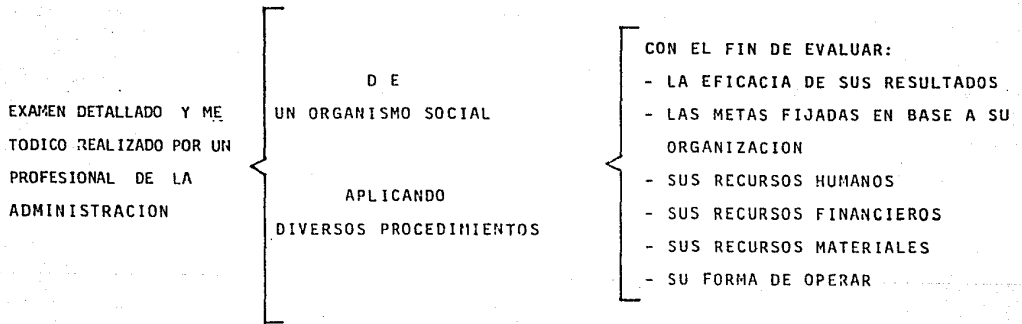 EXAMEN DETALLADO Y ME
TODICO REALIZADO POR UN
PROFESIONAL DE LA
ADMINISTRACION
D E
UN ORGANISMO SOCIAL
APLICANDO
DIVERSOS PROCEDIMIENTOS
CON EL FIN DE EVALUAR:
- LA EFICACIA DE SUS RESULTADOS
- LAS METAS FIJADAS EN BASE A SU
ORGANIZACION
- SUS RECURSOS HUMANOS
- SUS RECURSOS FINANCIEROS
- SUS RECURSOS MATERIALES
- SU FORMA DE OPERAR